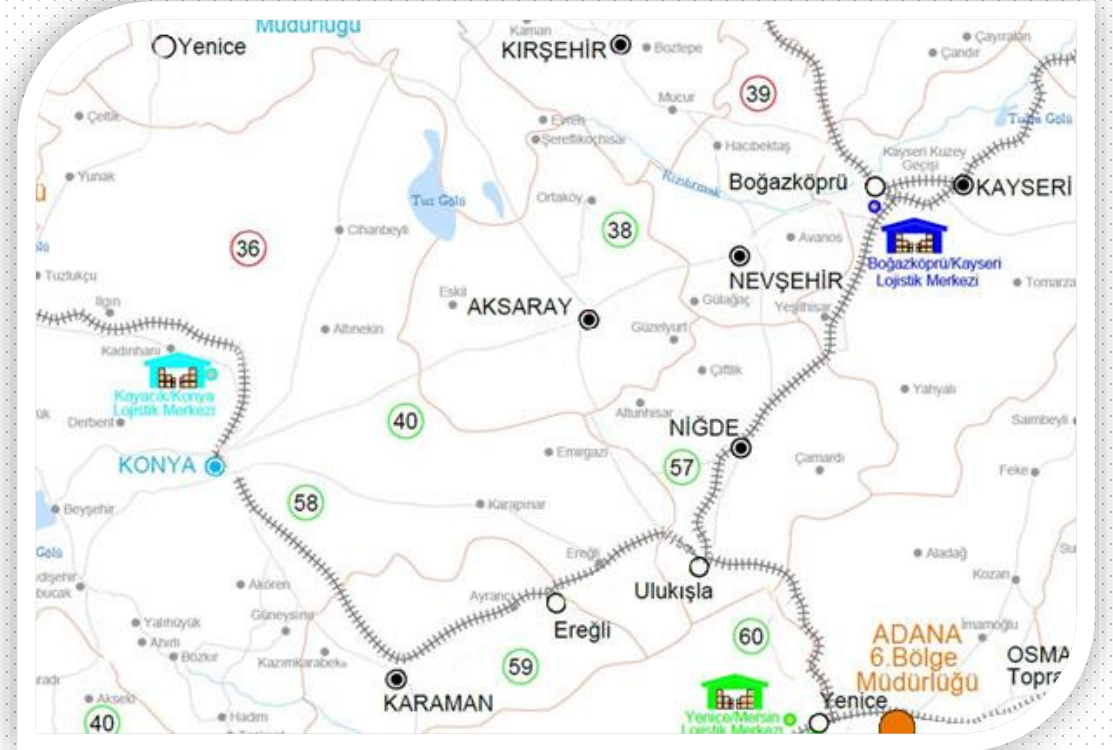 Müdürlüğü
Yenice
Kaman
KIRŞEHİR
Boztepe
Çayıralan
Çandır
Mucur
39
Çeltik
Evren
Şereflikoçhisar
Hacıbektaş
Tuzla Gölü
Kayseri Kuzey
Geçişi
Yunak
Boğazköprü
KAYSERİ
Kızılırmak
Tuz Gölü
Ortaköy
Cihanbeyli
38
36
Avanos
NEVŞEHİR
Boğazköprü/Kayseri
Lojistik Merkezi
Tuzlukçu
Tomarza
Eskil
Gülağaç
Ilgın
AKSARAY
Yeşilhisar
Altınekin
Güzelyurt
Kadınhanı
Çiftlik
Kayacık/Konya
Lojistik Merkezi
Yahyalı
Altunhisar
Derbent
40
Saimbeyli
NİĞDE
Emirgazi
KONYA
57
Çamardı
Feke
58
Karapınar
Beyşehir
Ereğli
Aladağ
Kozan
Akören
Ulukışla
Ayrancı
Güneysınır
Ereğli
Yalıhüyük
Ahırlı
Bozkır
Kazımkarabekir
60
İmamoğlu
ADANA
6.Bölge
Müdürlüğü
OSMA
Topra
59
KARAMAN
Akseki
40
Hadim
Yenice
Yenice/Mersin
Lojistik Merkezi